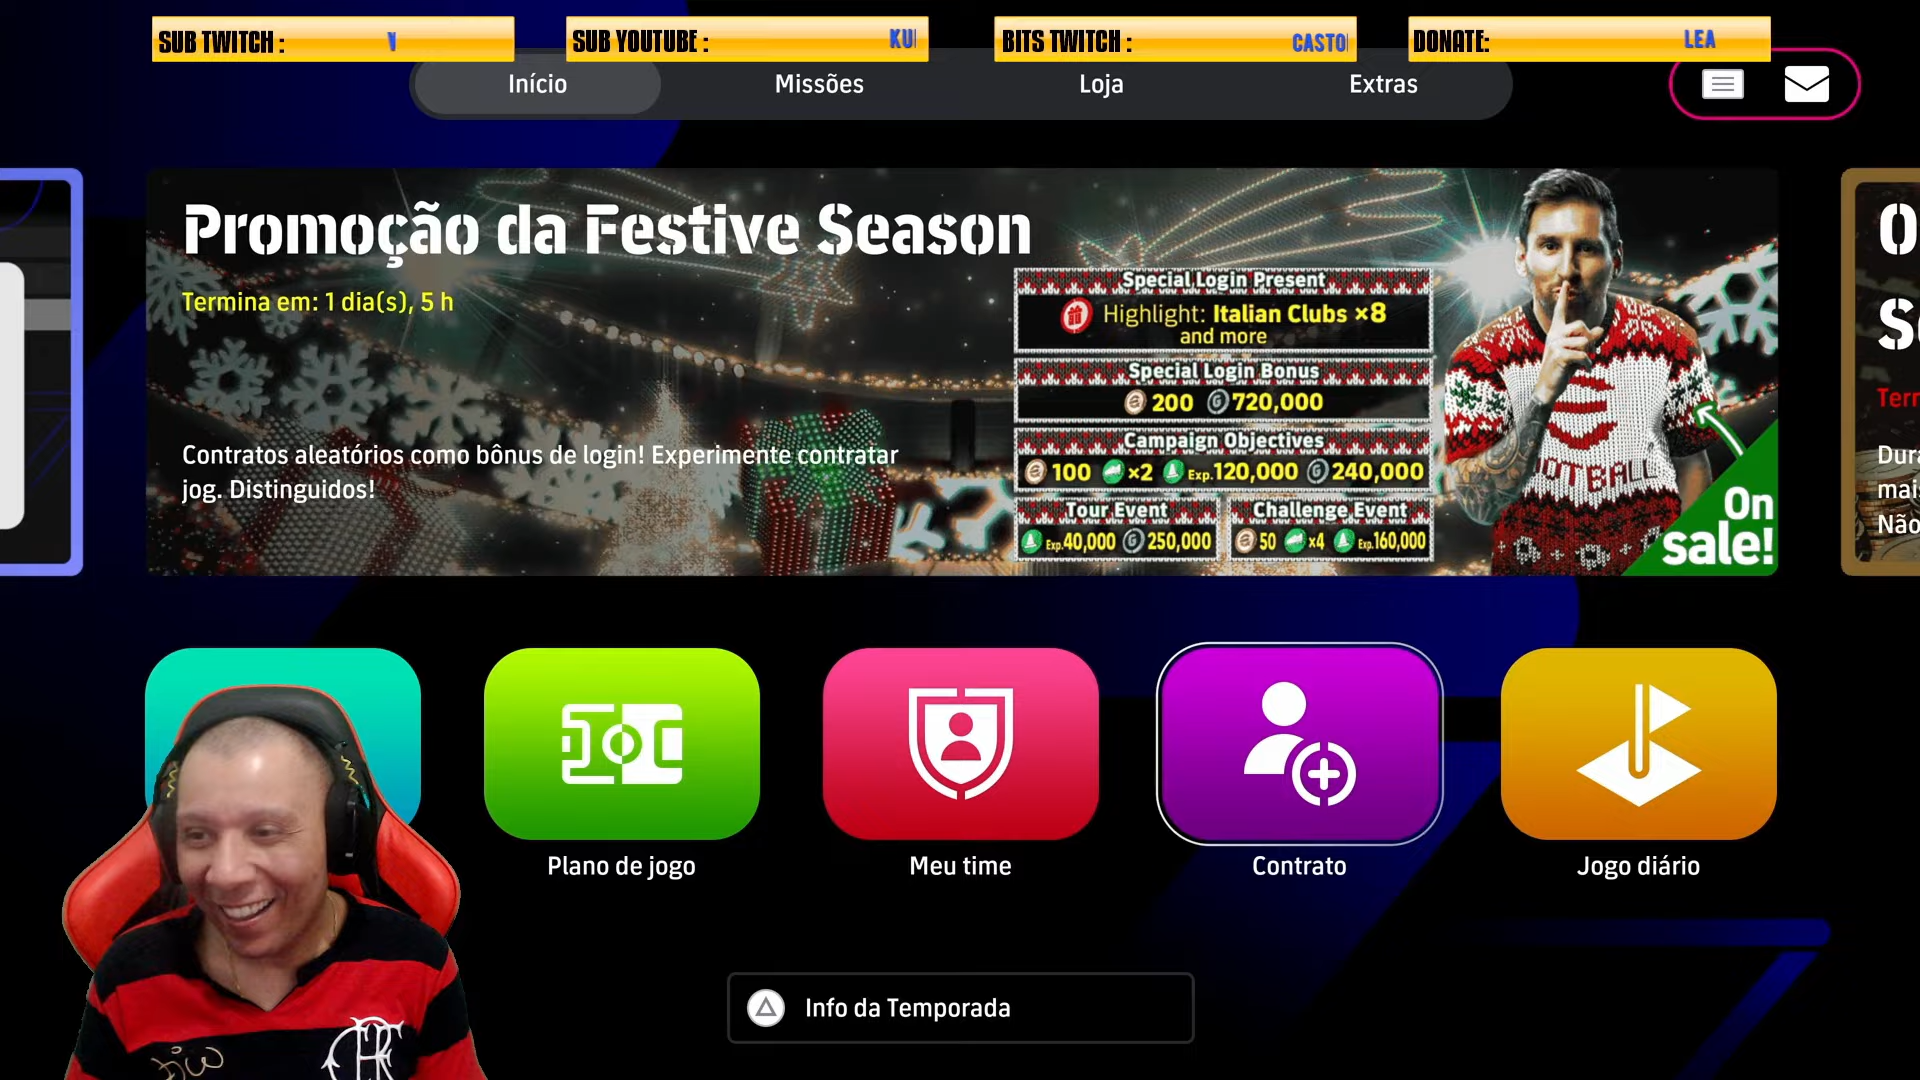 SUB TWITCH :
SUB YOUTUBE :
BITS TWITCH :
CASTO
DONATE:
LEA
Início
Missões
Loja
Extras
Promoção da Festive Season
Termina em: 1 dia(s), 5 h
Contratos aleatórios como bônus de login! Experimente contratar
jog. Distinguidos!
Special Login Present
Highlight: Italian Clubs ×8
and more
Special Login Bonus
200 720,000
Campaign Objectives
100 ×2 Exp.120,000 240,000
Tour Event
Exp.40,000 250,000
Challenge Event
50 ×4 Exp.160,000
On
sale!
Plano de jogo
Meu time
Contrato
Jogo diário
Info da Temporada